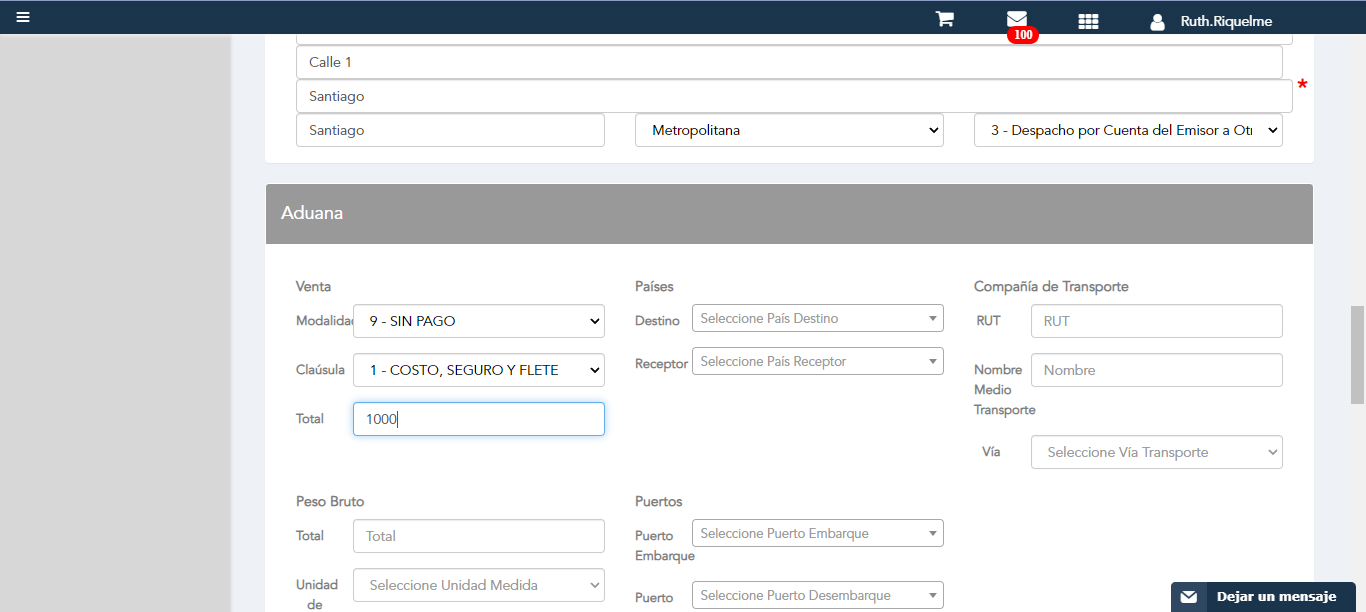 100
Ruth.Riquelme
Calle 1
Santiago
*
Santiago
Metropolitana
3 - Despacho por Cuenta del Emisor a Otr
Aduana
Venta
Modalidad
9 - SIN PAGO
Claúsula
1 - COSTO, SEGURO Y FLETE
Total
1000
Países
Destino
Seleccione País Destino
Receptor
Seleccione País Receptor
Compañía de Transporte
RUT
RUT
Nombre
Medio
Transporte
Nombre
Vía
Seleccione Vía Transporte
Peso Bruto
Total
Total
Unidad
de
Seleccione Unidad Medida
Puertos
Puerto
Embarque
Seleccione Puerto Embarque
Puerto
Seleccione Puerto Desembarque
Dejar un mensaje